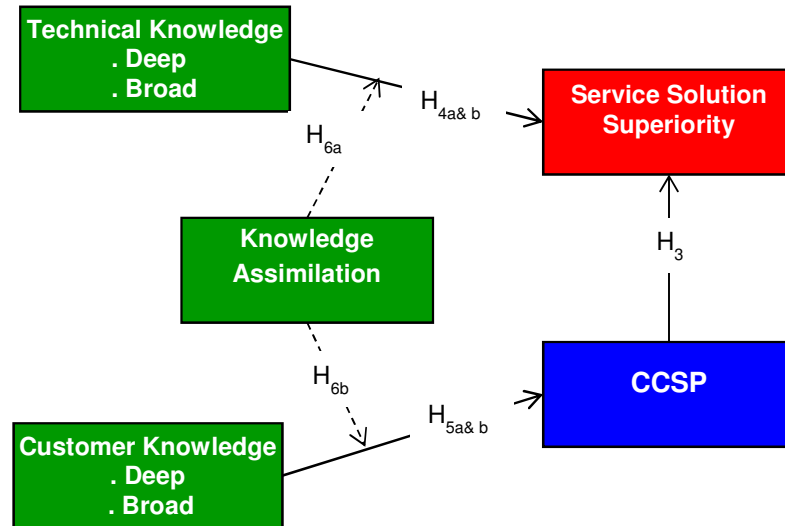 Technical Knowledge
. Deep
. Broad
H4a& b
Service Solution
Superiority
H6a
Knowledge
Assimilation
H3
H6b
CCSP
H5a& b
Customer Knowledge
. Deep
. Broad